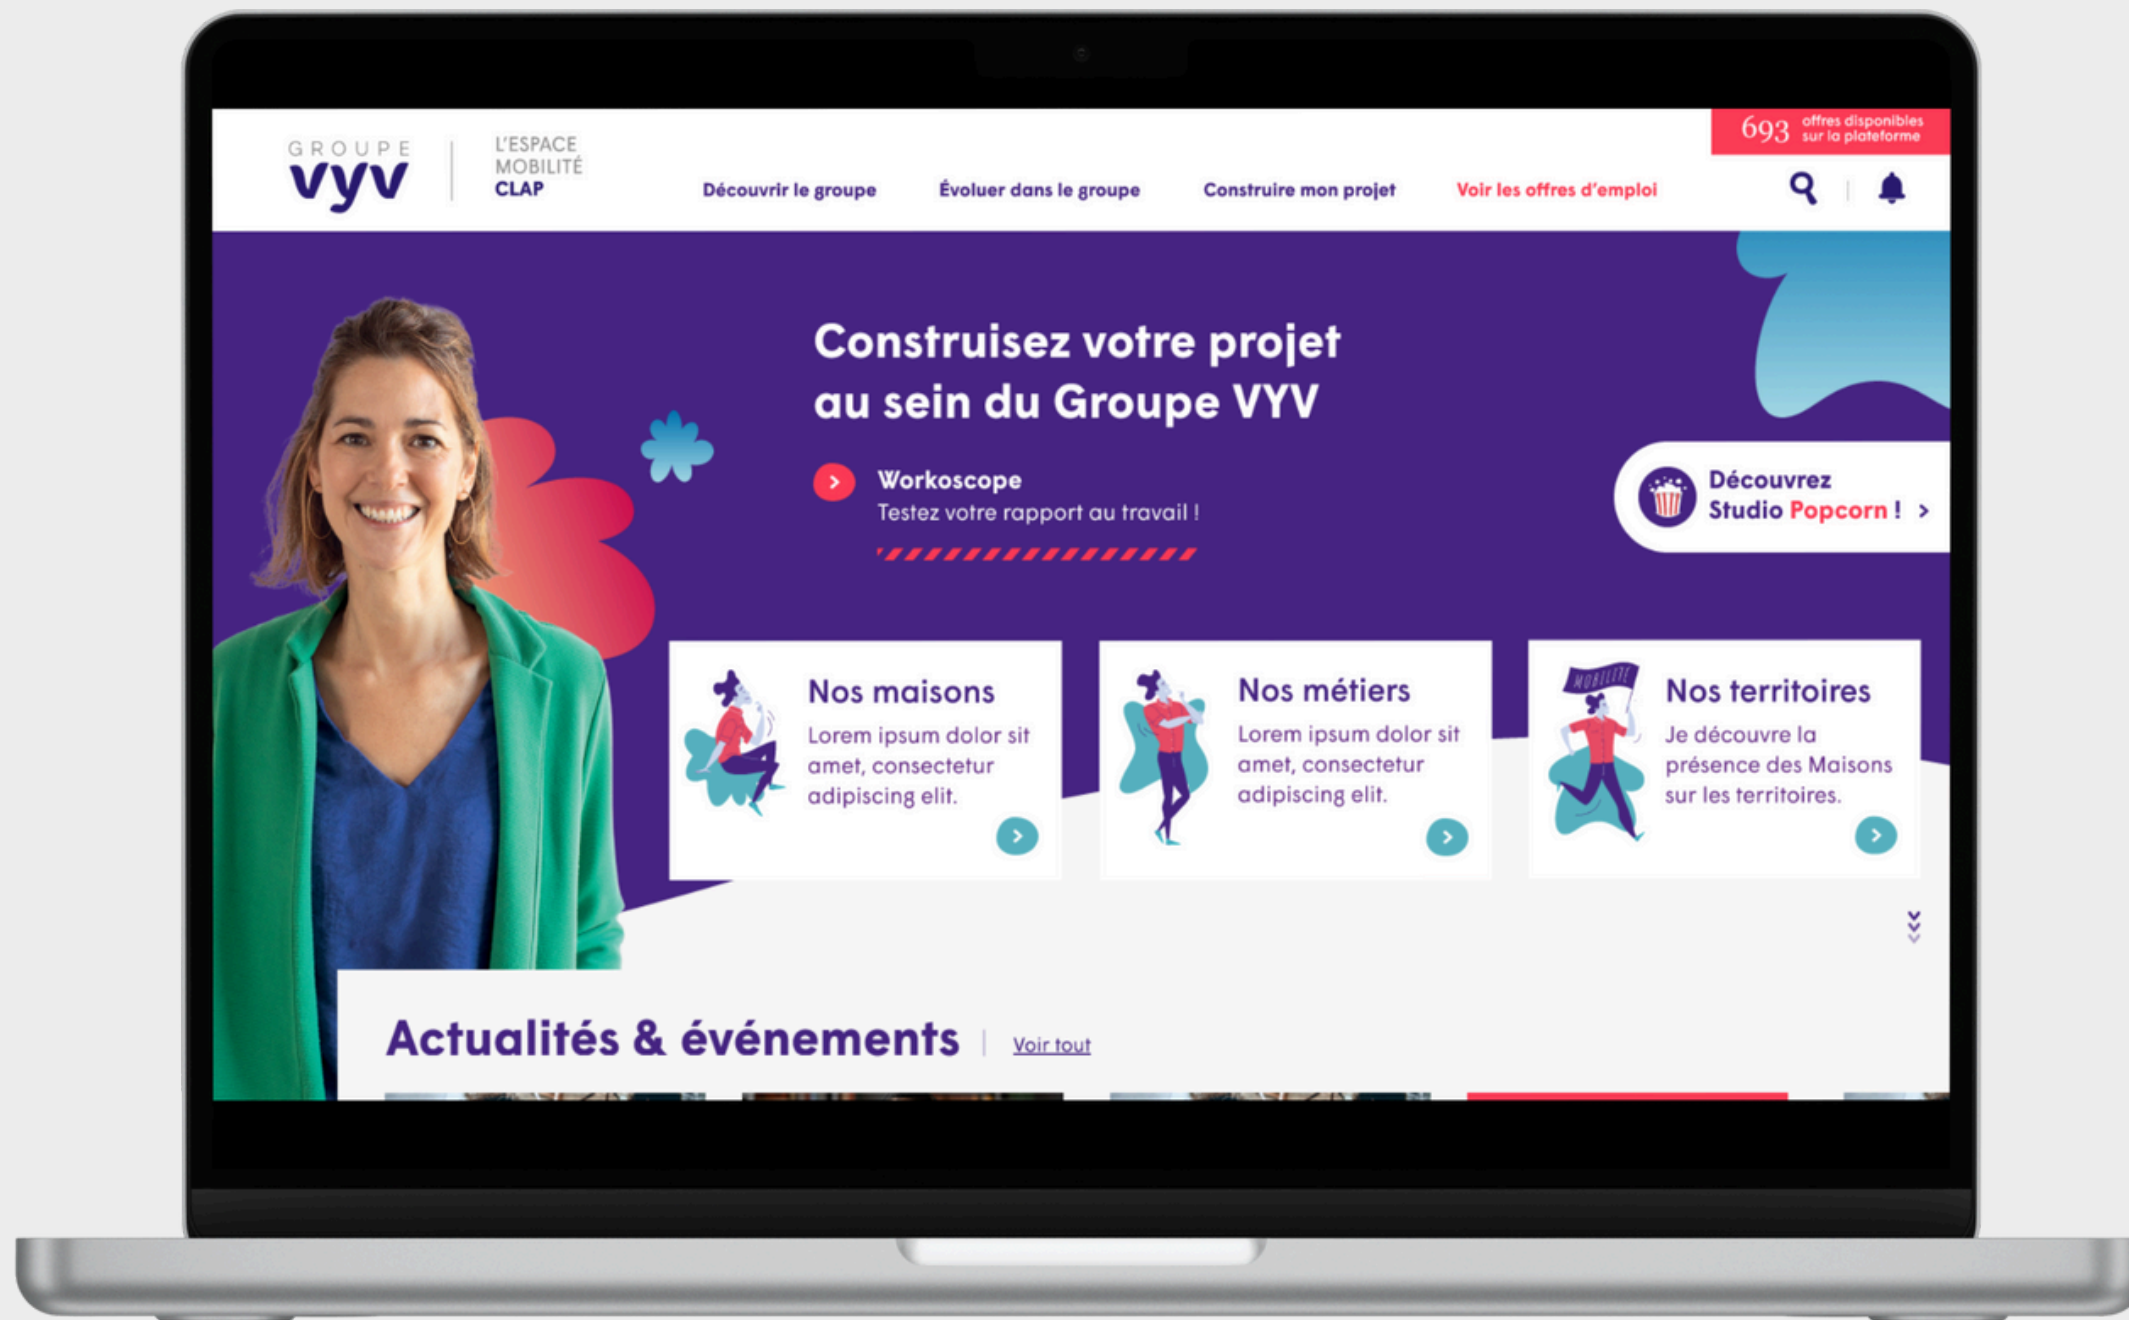 693 offres disponibles
sur la plateforme
GROUPE
vyv
L'ESPACE
MOBILITÉ
CLAP
Découvrir le groupe
Évoluer dans le groupe
Construire mon projet
Voir les offres d'emploi
Construisez votre projet
au sein du Groupe VYV
Workoscope
Testez votre rapport au travail !
Découvrez
Studio Popcorn !
Nos maisons
Lorem ipsum dolor sit
amet, consectetur
adipiscing elit.
Nos métiers
Lorem ipsum dolor sit
amet, consectetur
adipiscing elit.
MOBILITÉ
Nos territoires
Je découvre la
présence des Maisons
sur les territoires.
Actualités & événements
Voir tout